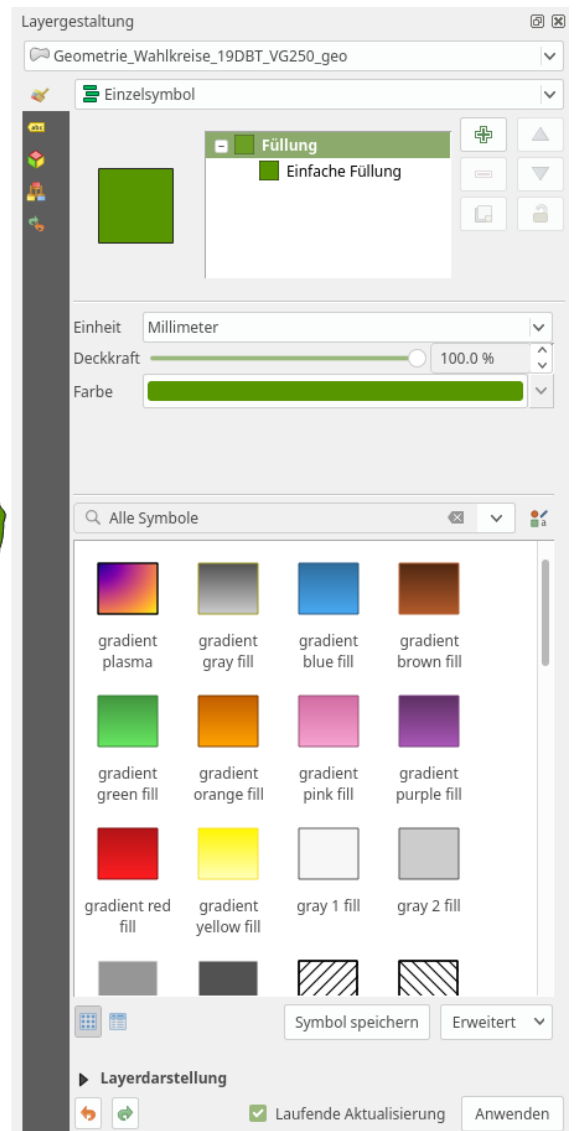 Layergestaltung
Geometrie_Wahlkreise_19DBT_VG250_geo
Einzelsymbol
abc
Füllung
Einfache Füllung
Einheit Millimeter
Deckkraft 100.0 %
Farbe
Alle Symbole
a
gradient plasma
gradient gray fill
gradient blue fill
gradient brown fill
gradient green fill
gradient orange fill
gradient pink fill
gradient purple fill
gradient red fill
gradient yellow fill
gray 1 fill
gray 2 fill
Symbol speichern
Erweitert
Layerdarstellung
Laufende Aktualisierung
Anwenden